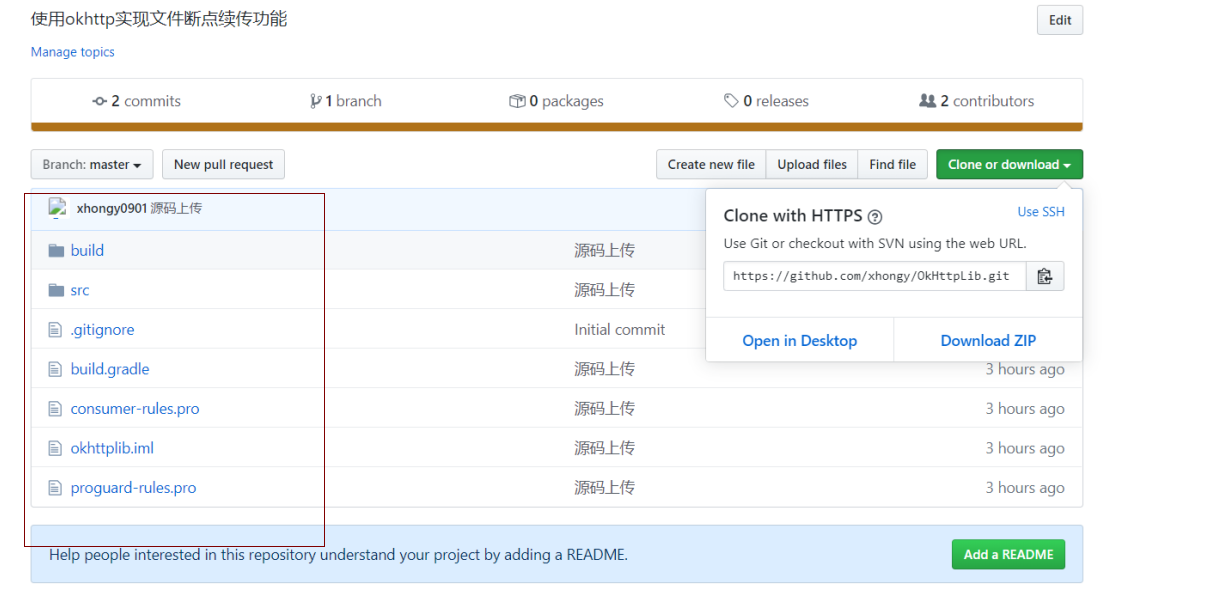 使用okhttp实现文件断点续传功能
Edit
Manage topics
2 commits 1 branch 0 packages 0 releases 2 contributors
Branch: master New pull request Create new file Upload files Find file Clone or download
xhongy0901 源码上传
Clone with HTTPS ? Use SSH
Use Git or checkout with SVN using the web URL.
https://github.com/xhongy/OkHttpLib.git
Open in Desktop Download ZIP
build 源码上传
src 源码上传
.gitignore Initial commit
build.gradle 源码上传 3 hours ago
consumer-rules.pro 源码上传 3 hours ago
okhttplib.iml 源码上传 3 hours ago
proguard-rules.pro 源码上传 3 hours ago
Help people interested in this repository understand your project by adding a README. Add a README